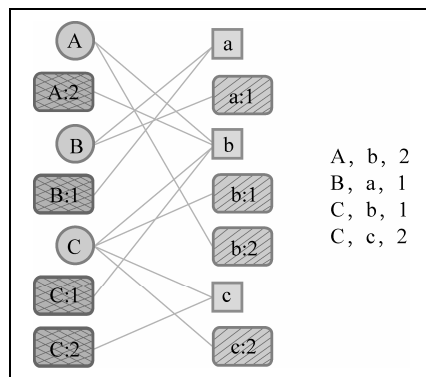 A
a
A:2
a:1
B
b
B:1
b:1
C
b:2
C:1
c
C:2
c:2
A, b, 2
B, a, 1
C, b, 1
C, c, 2